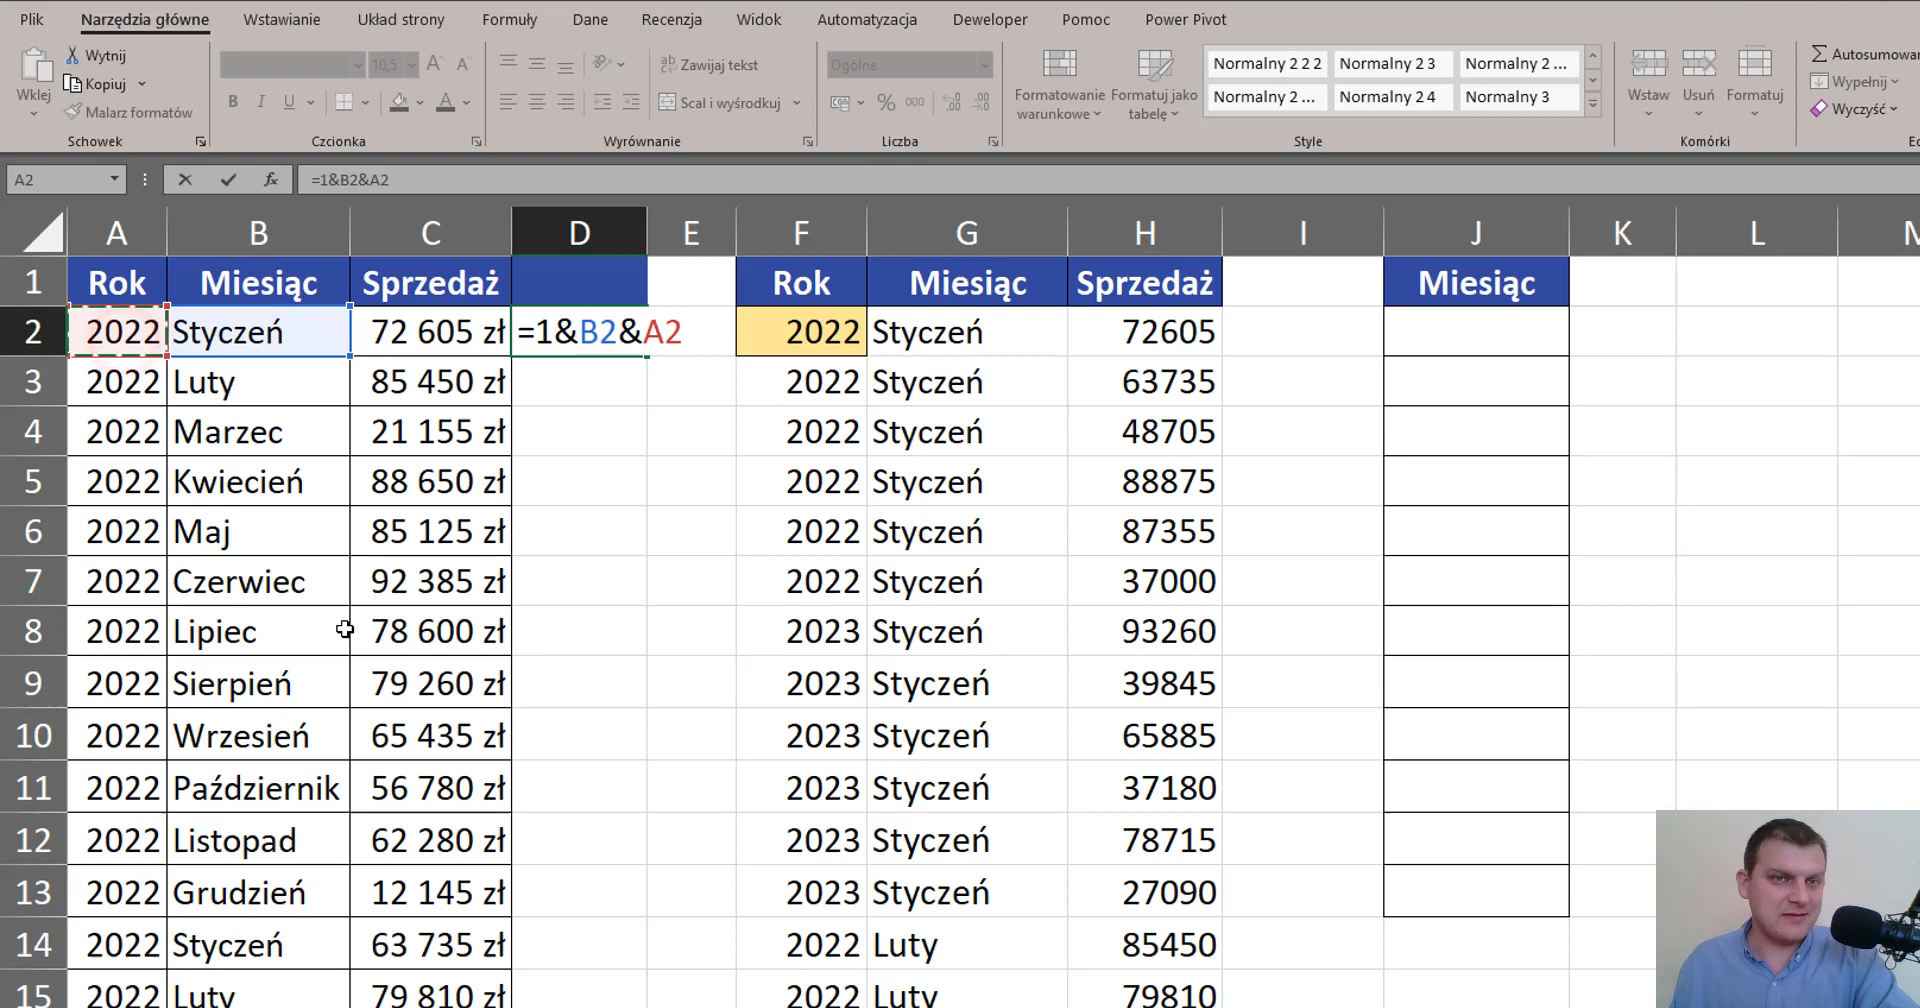 Plik Narzędzia główne Wstawianie Układ strony Formuły Dane Recenzja Widok Automatyzacja Deweloper Pomoc Power Pivot
Wklej
Wytnij
Kopiuj
Malarz formatów
Schowek
10,5
A A
B I U A
Czcionka
ab Zawijaj tekst
Scal i wyśrodkuj
Wyrównanie
Ogólne
% 000
Liczba
Formatowanie warunkowe
Formatuj jako tabelę
Normalny 2 2 2 Normalny 2 3 Normalny 2 ...
Normalny 2 ... Normalny 2 4 Normalny 3
Style
Wstaw Usuń Formatuj
Komórki
Autosumowan
Wypełnij
Wyczyść
A2 fx =1&B2&A2
A B C D E F G H I J K L M
1 Rok Miesiąc Sprzedaż Rok Miesiąc Sprzedaż Miesiąc
2 2022 Styczeń 72 605 zł =1&B2&A2 2022 Styczeń 72605
3 2022 Luty 85 450 zł 2022 Styczeń 63735
4 2022 Marzec 21 155 zł 2022 Styczeń 48705
5 2022 Kwiecień 88 650 zł 2022 Styczeń 88875
6 2022 Maj 85 125 zł 2022 Styczeń 87355
7 2022 Czerwiec 92 385 zł 2022 Styczeń 37000
8 2022 Lipiec 78 600 zł 2023 Styczeń 93260
9 2022 Sierpień 79 260 zł 2023 Styczeń 39845
10 2022 Wrzesień 65 435 zł 2023 Styczeń 65885
11 2022 Październik 56 780 zł 2023 Styczeń 37180
12 2022 Listopad 62 280 zł 2023 Styczeń 78715
13 2022 Grudzień 12 145 zł 2023 Styczeń 27090
14 2022 Styczeń 63 735 zł 2022 Luty 85450
15 2022 Luty 79 810 zł 2022 Luty 79810